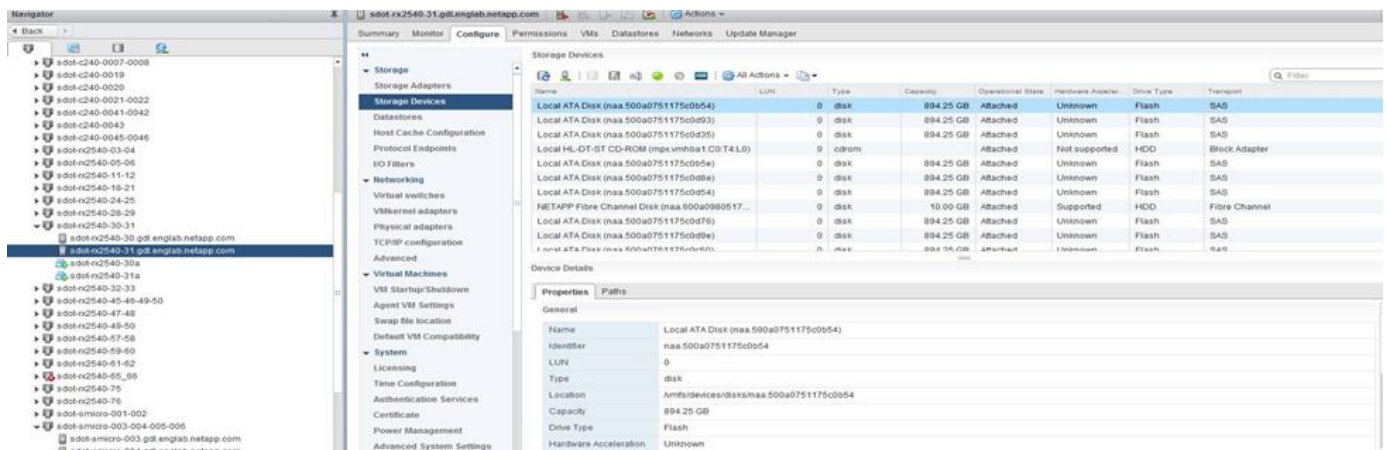 Navigator
Back
sdot-c240-0007-0008
sdot-c240-0019
sdot-c240-0020
sdot-c240-0021-0022
sdot-c240-0041-0042
sdot-c240-0043
sdot-c240-0045-0046
sdot-rx2540-03-04
sdot-rx2540-05-06
sdot-rx2540-11-12
sdot-rx2540-18-21
sdot-rx2540-24-25
sdot-rx2540-28-29
sdot-rx2540-30-31
sdot-rx2540-30.gdl.englab.netapp.com
sdot-rx2540-31.gdl.englab.netapp.com
sdot-rx2540-30a
sdot-rx2540-31a
sdot-rx2540-32-33
sdot-rx2540-45-46-49-50
sdot-rx2540-47-48
sdot-rx2540-49-50
sdot-rx2540-57-58
sdot-rx2540-59-60
sdot-rx2540-61-62
sdot-rx2540-65_66
sdot-rx2540-75
sdot-rx2540-76
sdot-smicro-001-002
sdot-smicro-003-004-005-006
sdot-smicro-003.gdl.englab.netapp.com
sdot-rx2540-31.gdl.englab.netapp.com Actions
Summary Monitor Configure Permissions VMs Datastores Networks Update Manager
Storage
Storage Adapters
Storage Devices
Datastores
Host Cache Configuration
Protocol Endpoints
I/O Filters
Networking
Virtual switches
VMkernel adapters
Physical adapters
TCP/IP configuration
Advanced
Virtual Machines
VM Startup/Shutdown
Agent VM Settings
Swap file location
Default VM Compatibility
System
Licensing
Time Configuration
Authentication Services
Certificate
Power Management
Advanced System Settings
Storage Devices
All Actions Filter
Name LUN Type Capacity Operational State Hardware Acceler... Drive Type Transport
Local ATA Disk (naa.500a0751175c0b54) 0 disk 894.25 GB Attached Unknown Flash SAS
Local ATA Disk (naa.500a0751175c0d93) 0 disk 894.25 GB Attached Unknown Flash SAS
Local ATA Disk (naa.500a0751175c0d35) 0 disk 894.25 GB Attached Unknown Flash SAS
Local HL-DT-ST CD-ROM (mpx.vmhba1:C0:T4:L0) 0 cdrom Attached Not supported HDD Block Adapter
Local ATA Disk (naa.500a0751175c0b5e) 0 disk 894.25 GB Attached Unknown Flash SAS
Local ATA Disk (naa.500a0751175c0d8e) 0 disk 894.25 GB Attached Unknown Flash SAS
Local ATA Disk (naa.500a0751175c0d54) 0 disk 894.25 GB Attached Unknown Flash SAS
NETAPP Fibre Channel Disk (naa.600a0980517... 0 disk 10.00 GB Attached Supported HDD Fibre Channel
Local ATA Disk (naa.500a0751175c0d76) 0 disk 894.25 GB Attached Unknown Flash SAS
Local ATA Disk (naa.500a0751175c0d9e) 0 disk 894.25 GB Attached Unknown Flash SAS
Device Details
Properties Paths
General
Name Local ATA Disk (naa.500a0751175c0b54)
Identifier naa.500a0751175c0b54
LUN 0
Type disk
Location /vmfs/devices/disks/naa.500a0751175c0b54
Capacity 894.25 GB
Drive Type Flash
Hardware Acceleration Unknown